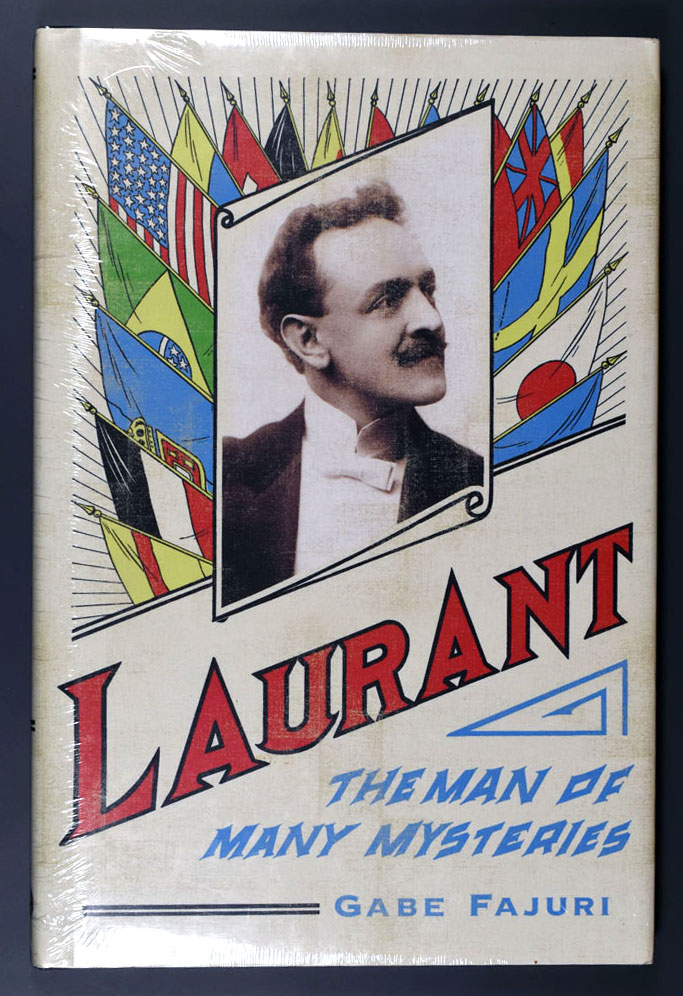 LAURANT
THE MAN OF
MANY MYSTERIES
GABE FAJURI